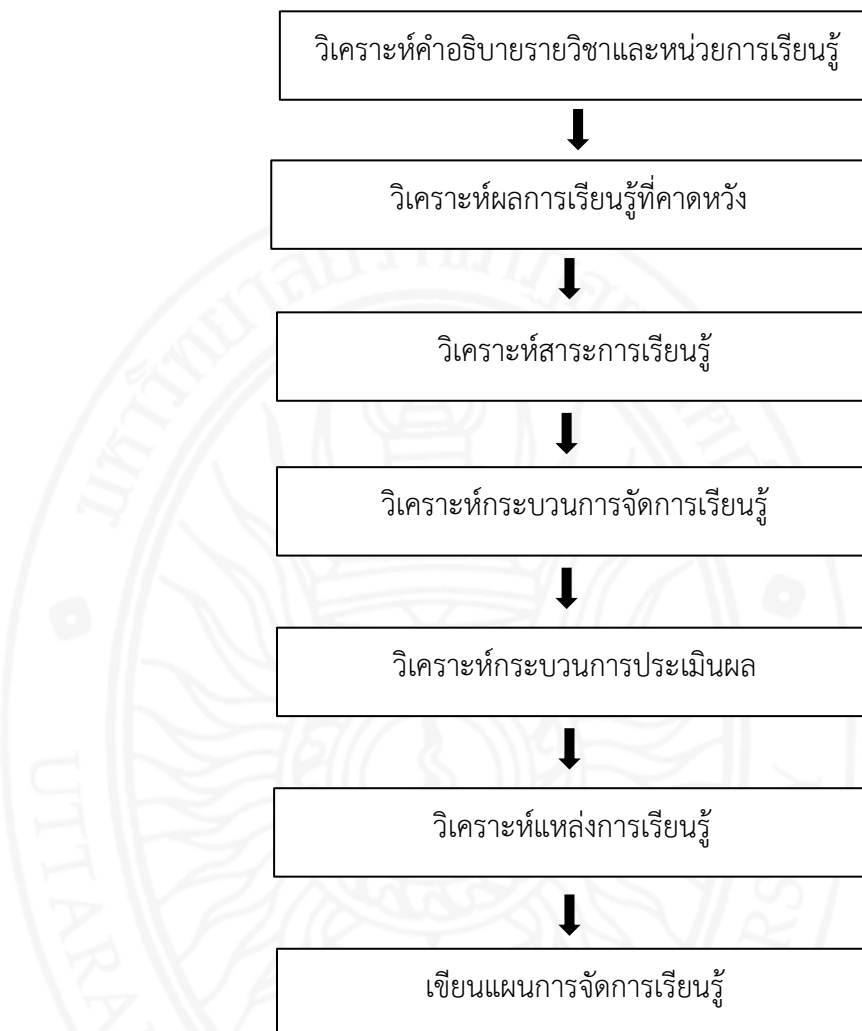 วิเคราะห์คำอธิบายรายวิชาและหน่วยการเรียนรู้
วิเคราะห์ผลการเรียนรู้ที่คาดหวัง
วิเคราะห์สาระการเรียนรู้
วิเคราะห์กระบวนการจัดการเรียนรู้
วิเคราะห์กระบวนการประเมินผล
วิเคราะห์แหล่งการเรียนรู้
เขียนแผนการจัดการเรียนรู้